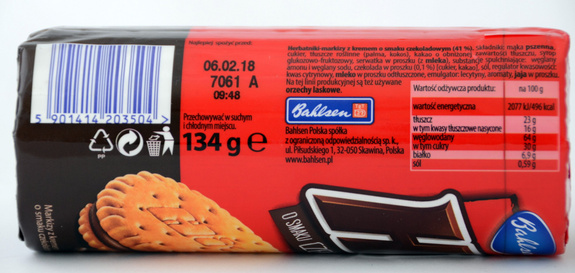 Najlepiej spożyć przed:
06.02.18
7061 A
09:48
5 901414 203504
Przechowywać w suchym
i chłodnym miejscu.
PP
134 g e
Herbatniki-markizy z kremem o smaku czekoladowym (41 %). składniki: mąka pszenna,
cukier, tłuszcze roślinne (palma, kokos), kakao o obniżonej zawartości tłuszczu, syrop
glukozowo-fruktozowy, serwatka w proszku (z mleka), substancje spulchniające: węglany
amonu i węglany sodu, czekolada w proszku (0,1 %) [cukier, kakao], sól, regulator kwasowości:
kwas cytrynowy, mleko w proszku odtłuszczone, emulgator: lecytyny, aromaty, jaja w proszku.
Na tej linii produkcyjnej są też używane
orzechy laskowe.
Bahlsen
Bahlsen Polska spółka
z ograniczoną odpowiedzialnością sp. k.,
ul. Piłsudskiego 1, 32-050 Skawina, Polska
www.bahlsen.pl
Wartość odżywcza produktu: na 100 g
wartość energetyczna 2077 kJ/496 kcal
tłuszcz 23 g
w tym kwasy tłuszczowe nasycone 16 g
węglowodany 64 g
w tym cukry 30 g
białko 6,9 g
sól 0,59 g
Markizy z kremem
o smaku
O SMAKU
Bahlsen